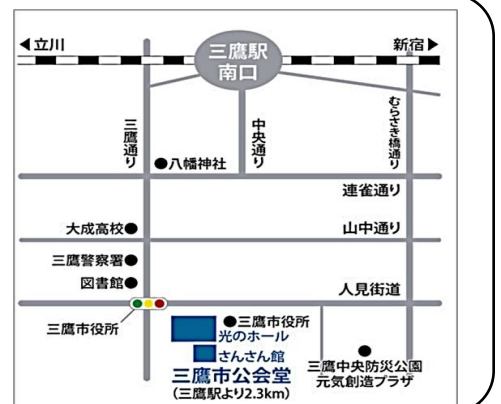 ◀立川
新宿▶
三鷹駅
南口
三鷹通り
中央通り
むらさき橋通り
●八幡神社
連雀通り
大成高校●
山中通り
三鷹警察署●
図書館●
人見街道
三鷹市役所
●三鷹市役所
光のホール
さんさん館
三鷹市公会堂
(三鷹駅より2.3km)
三鷹中央防災公園
元気創造プラザ